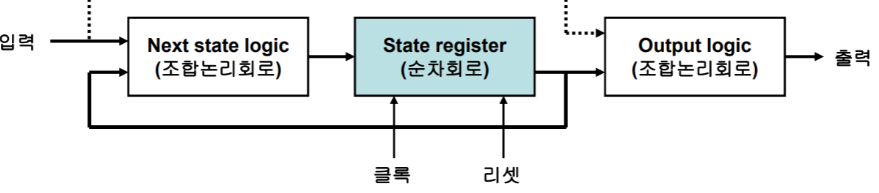 입력
Next state logic
(조합논리회로)
State register
(순차회로)
Output logic
(조합논리회로)
출력
클록
리셋